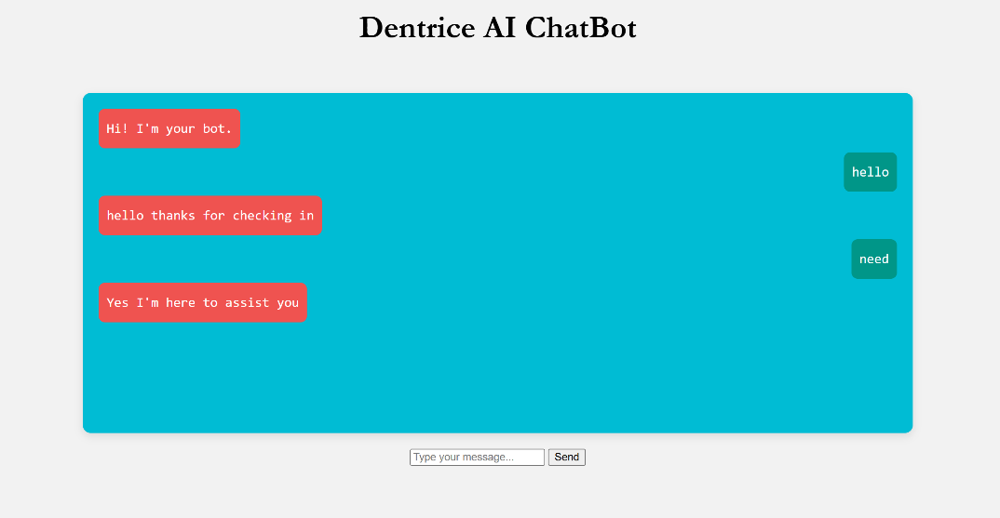 Dentrice AI ChatBot
Hi! I'm your bot.
hello
hello thanks for checking in
need
Yes I'm here to assist you
Type your message... Send